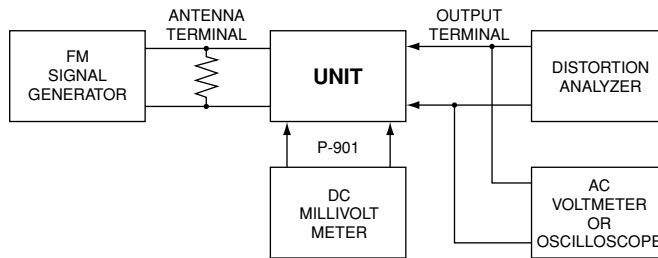 ANTENNA
TERMINAL
OUTPUT
TERMINAL
FM
SIGNAL
GENERATOR
UNIT
DISTORTION
ANALYZER
P-901
DC
MILLIVOLT
METER
AC
VOLTMETER
OR
OSCILLOSCOPE